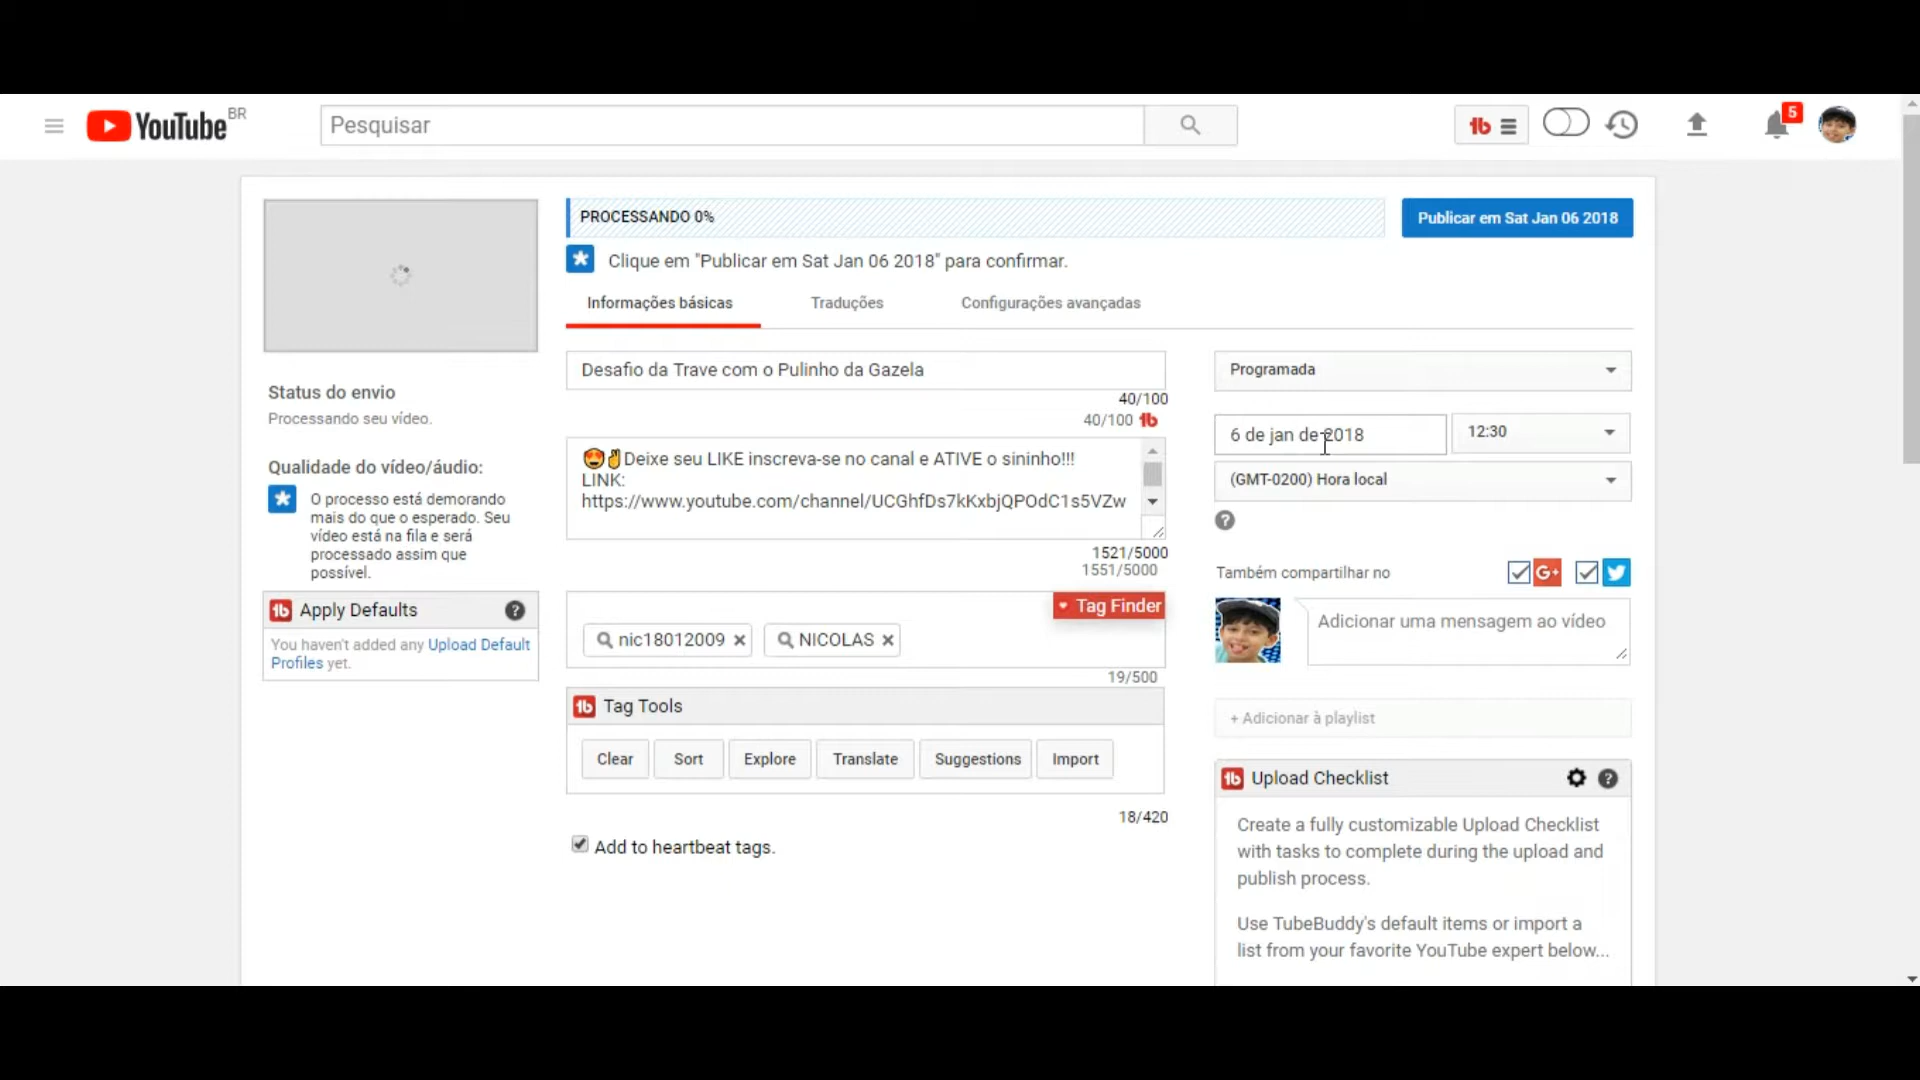 YouTube BR
Pesquisar
5
PROCESSANDO 0%
Publicar em Sat Jan 06 2018
Clique em "Publicar em Sat Jan 06 2018" para confirmar.
Informações básicas
Traduções
Configurações avançadas
Desafio da Trave com o Pulinho da Gazela
40/100
40/100
Status do envio
Processando seu vídeo.
Qualidade do vídeo/áudio:
O processo está demorando
mais do que o esperado. Seu
vídeo está na fila e será
processado assim que
possível.
Apply Defaults
You haven't added any Upload Default
Profiles yet.
😍✌Deixe seu LIKE inscreva-se no canal e ATIVE o sininho!!!
LINK:
https://www.youtube.com/channel/UCGhfDs7kKxbjQPOdC1s5VZw
1521/5000
1551/5000
Tag Finder
nic18012009
NICOLAS
19/500
Tag Tools
Clear
Sort
Explore
Translate
Suggestions
Import
18/420
Add to heartbeat tags.
Programada
6 de jan de 2018
12:30
(GMT-0200) Hora local
Também compartilhar no
G+
Adicionar uma mensagem ao vídeo
+ Adicionar à playlist
Upload Checklist
Create a fully customizable Upload Checklist
with tasks to complete during the upload and
publish process.
Use TubeBuddy's default items or import a
list from your favorite YouTube expert below...